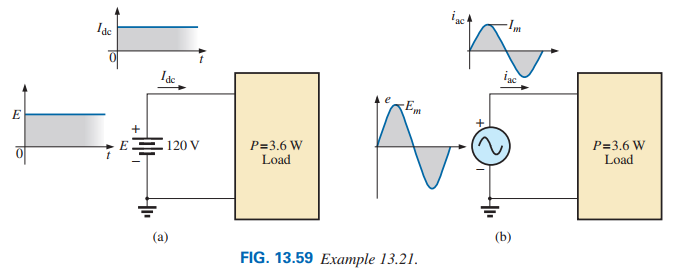 I_dc
0
t
I_dc
E
0
t
+
E
120 V
−
P=3.6 W
Load
(a)
i_ac
I_m
i_ac
e
E_m
+
−
P=3.6 W
Load
(b)
FIG. 13.59 Example 13.21.